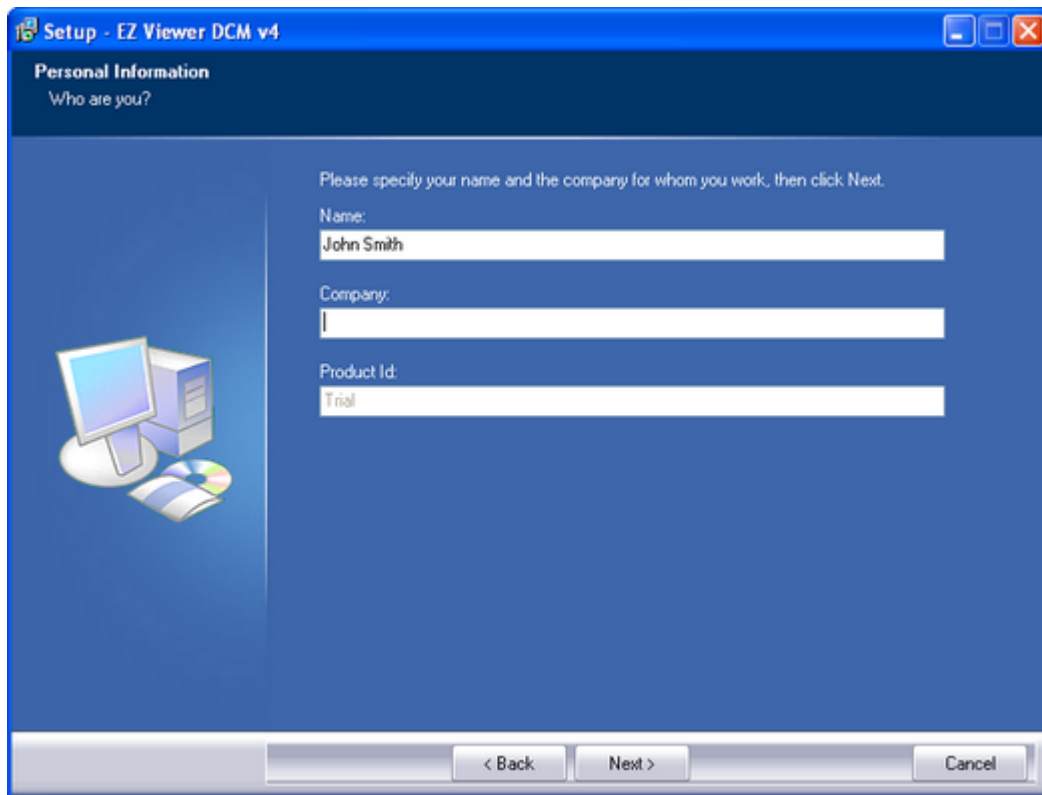 Setup - EZ Viewer DCM v4
Personal Information
Who are you?
Please specify your name and the company for whom you work, then click Next.
Name:
John Smith
Company:
Product Id:
Trial
< Back
Next >
Cancel